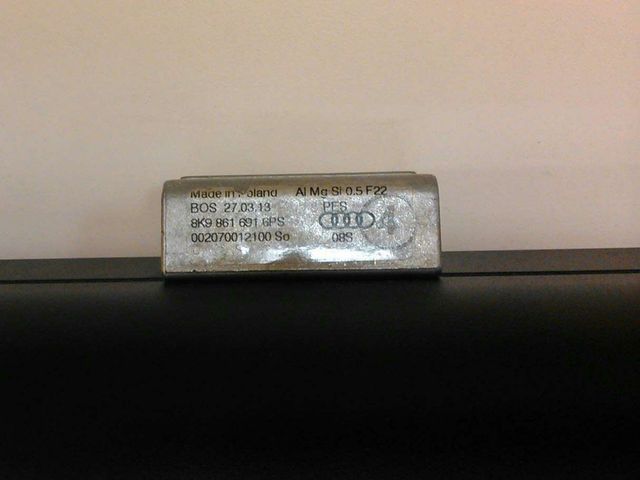 Made in Poland Al Mg Si 0.5 F22
BOS 27.03.13 PES
8K9 861 691 6PS
002070012100 So 08S